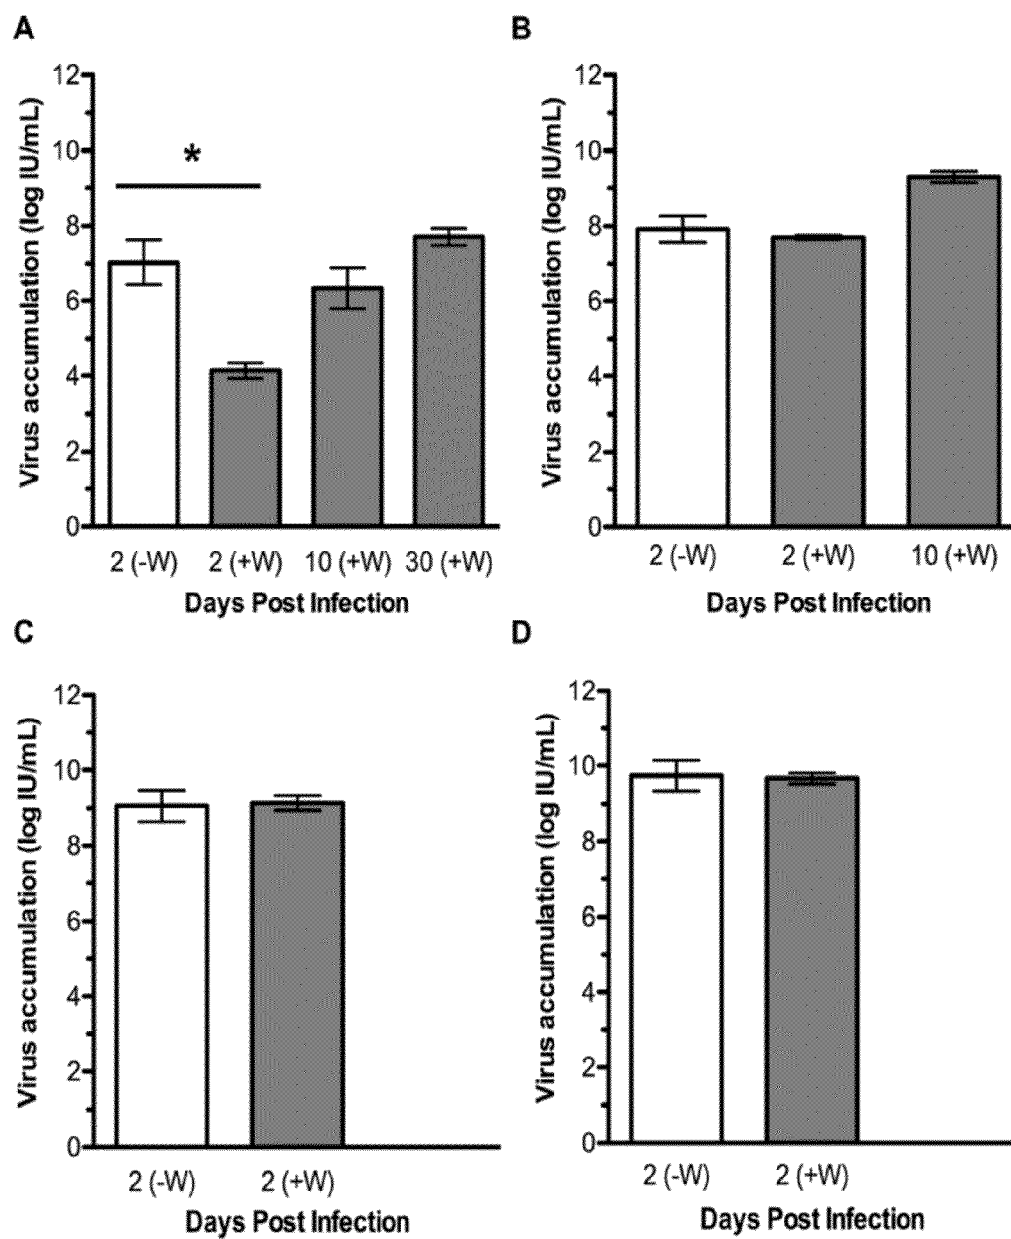 A
Virus accumulation (log IU/mL)
12
10
8
6
4
2
0
*
2 (-W) 2 (+W) 10 (+W) 30 (+W)
Days Post Infection
B
Virus accumulation (log IU/mL)
12
10
8
6
4
2
0
2 (-W) 2 (+W) 10 (+W)
Days Post Infection
C
Virus accumulation (log IU/mL)
12
10
8
6
4
2
0
2 (-W) 2 (+W)
Days Post Infection
D
Virus accumulation (log IU/mL)
12
10
8
6
4
2
0
2 (-W) 2 (+W)
Days Post Infection